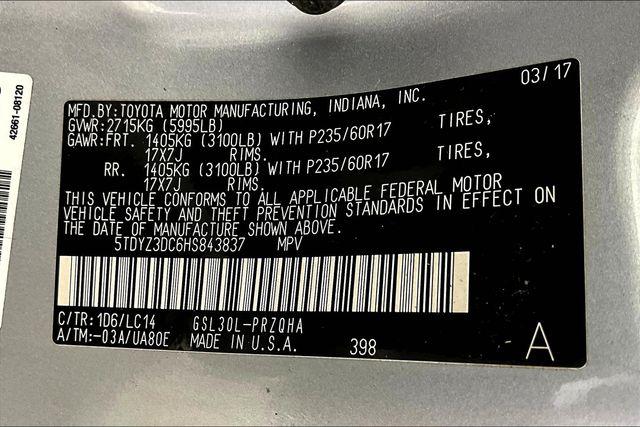 03/17
MFD.BY:TOYOTA MOTOR MANUFACTURING, INDIANA, INC.
GVWR:2715KG (5995LB)
GAWR:FRT. 1405KG (3100LB) WITH P235/60R17 TIRES,
17X7J RIMS.
RR. 1405KG (3100LB) WITH P235/60R17 TIRES,
17X7J RIMS.
THIS VEHICLE CONFORMS TO ALL APPLICABLE FEDERAL MOTOR
VEHICLE SAFETY AND THEFT PREVENTION STANDARDS IN EFFECT ON
THE DATE OF MANUFACTURE SHOWN ABOVE.
5TDYZ3DC6HS843837 MPV
C/TR:1D6/LC14 GSL30L-PRZQHA
A/TM:-03A/UA80E MADE IN U.S.A. 398 A
42661-08120